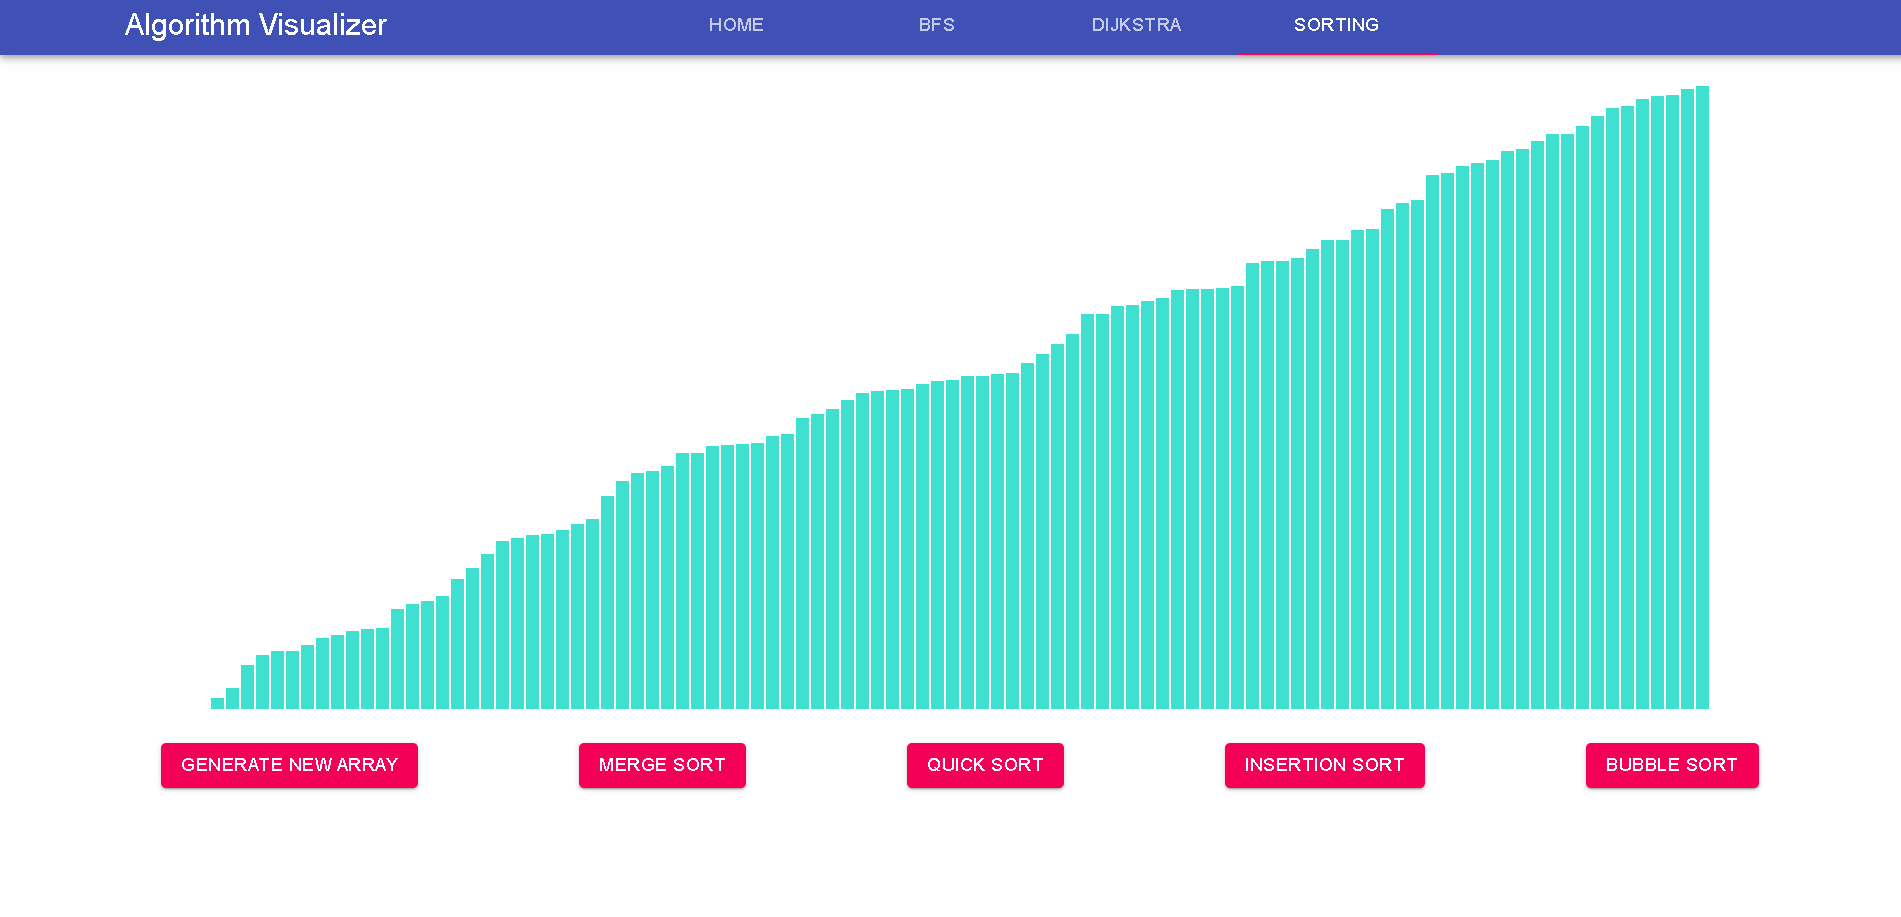 Algorithm Visualizer
HOME
BFS
DIJKSTRA
SORTING
GENERATE NEW ARRAY
MERGE SORT
QUICK SORT
INSERTION SORT
BUBBLE SORT